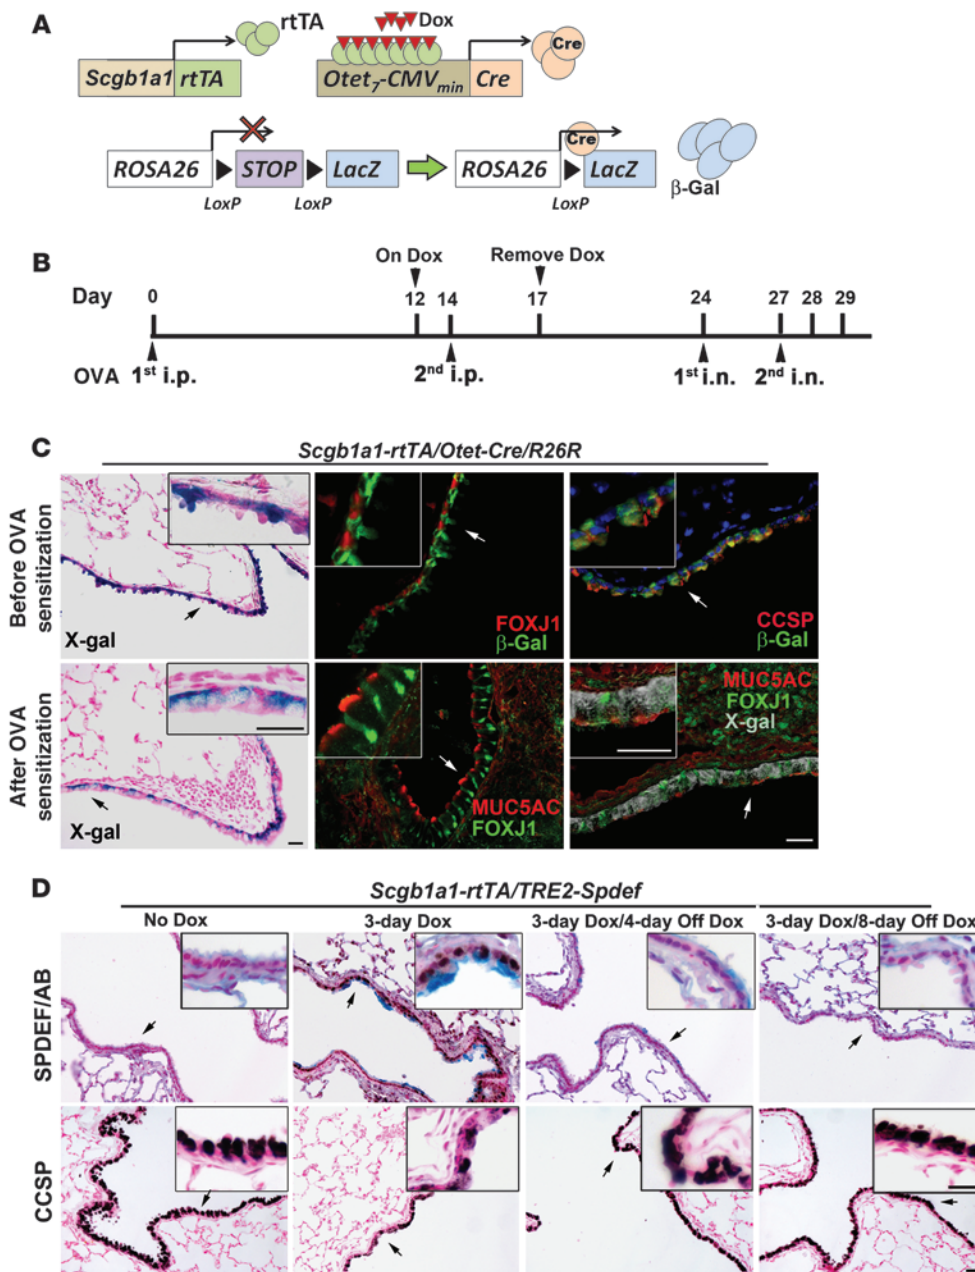 A
Scgb1a1 rtTA
rtTA
Dox
Otet7-CMVmin Cre
Cre
ROSA26 STOP LacZ
LoxP LoxP
Cre
ROSA26 LacZ
LoxP
β-Gal
B
On Dox Remove Dox
Day 0 12 14 17 24 27 28 29
OVA 1st i.p. 2nd i.p. 1st i.n. 2nd i.n.
C
Scgb1a1-rtTA/Otet-Cre/R26R
Before OVA
sensitization
X-gal
FOXJ1
β-Gal
CCSP
β-Gal
After OVA
sensitization
X-gal
MUC5AC
FOXJ1
MUC5AC
FOXJ1
X-gal
D
Scgb1a1-rtTA/TRE2-Spdef
No Dox 3-day Dox 3-day Dox/4-day Off Dox 3-day Dox/8-day Off Dox
SPDEF/AB
CCSP